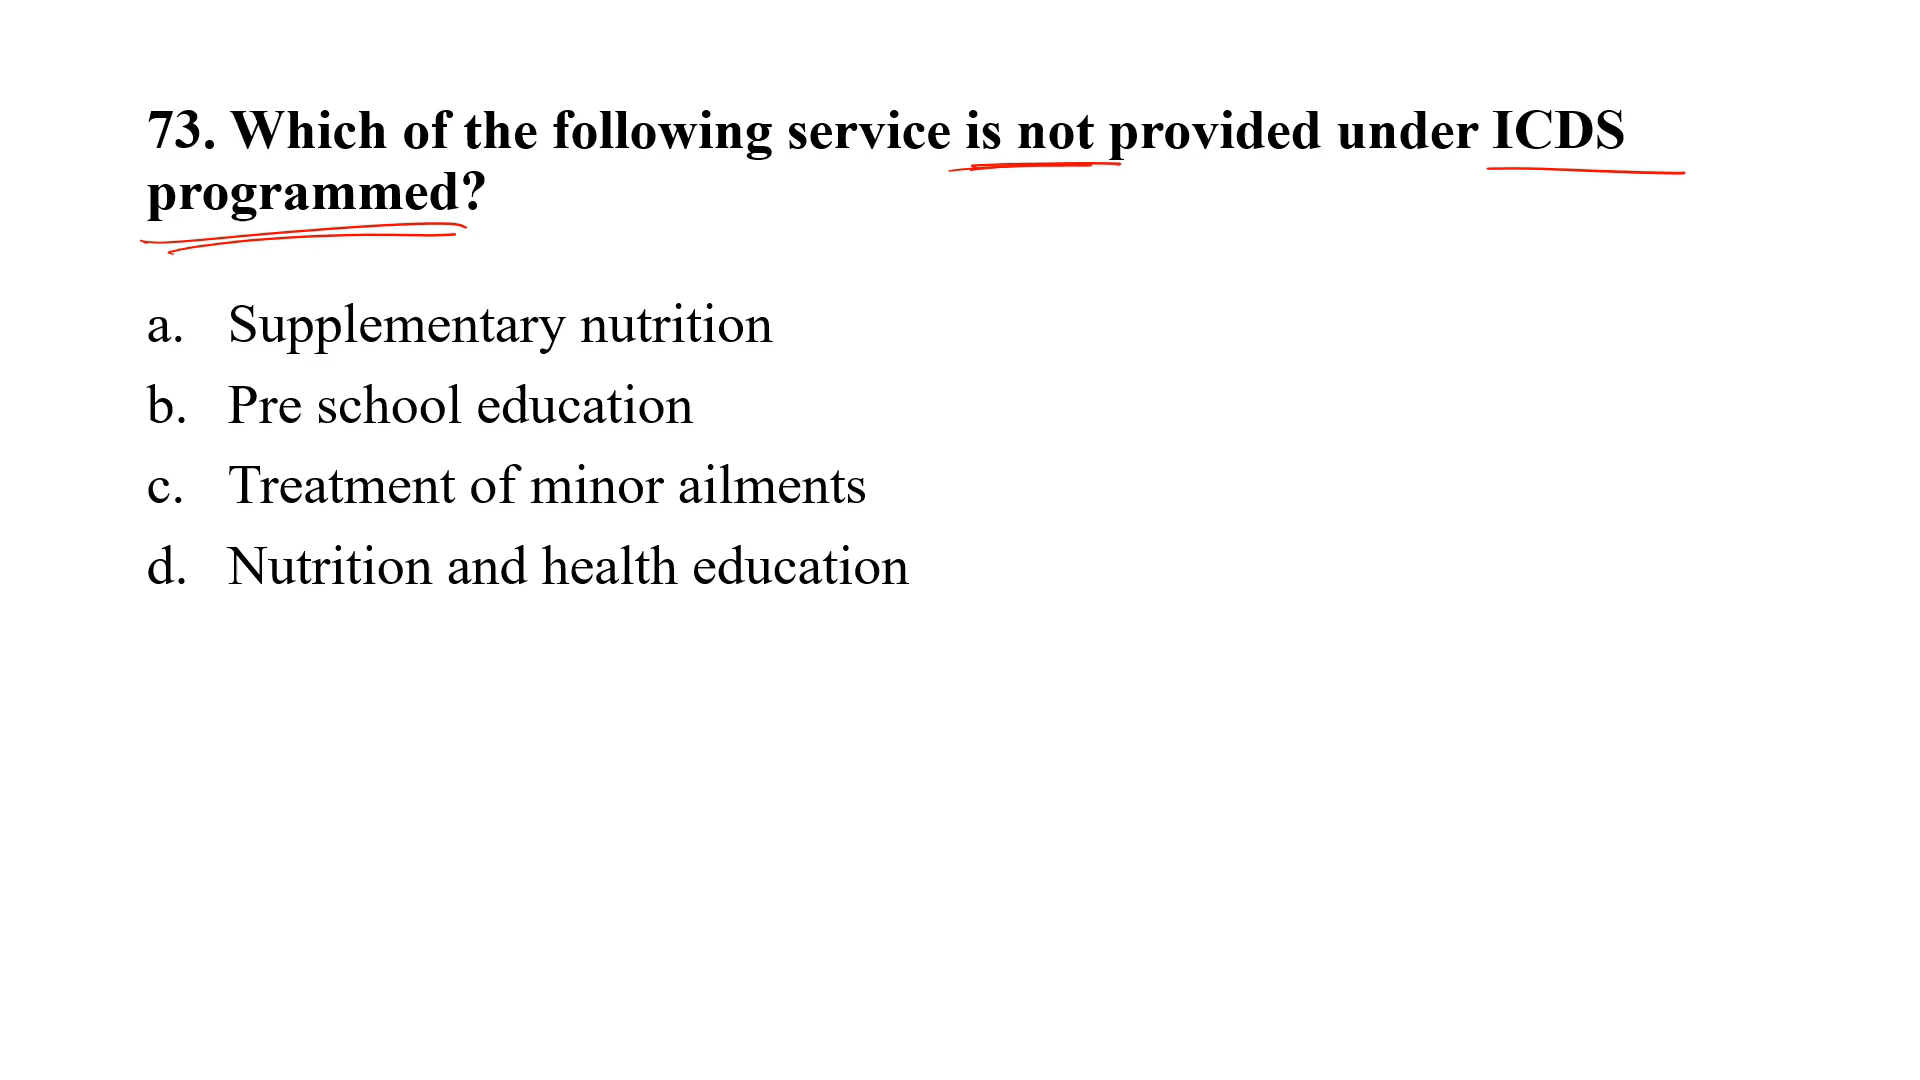 73. Which of the following service is not provided under ICDS
programmed?
a. Supplementary nutrition
b. Pre school education
c. Treatment of minor ailments
d. Nutrition and health education